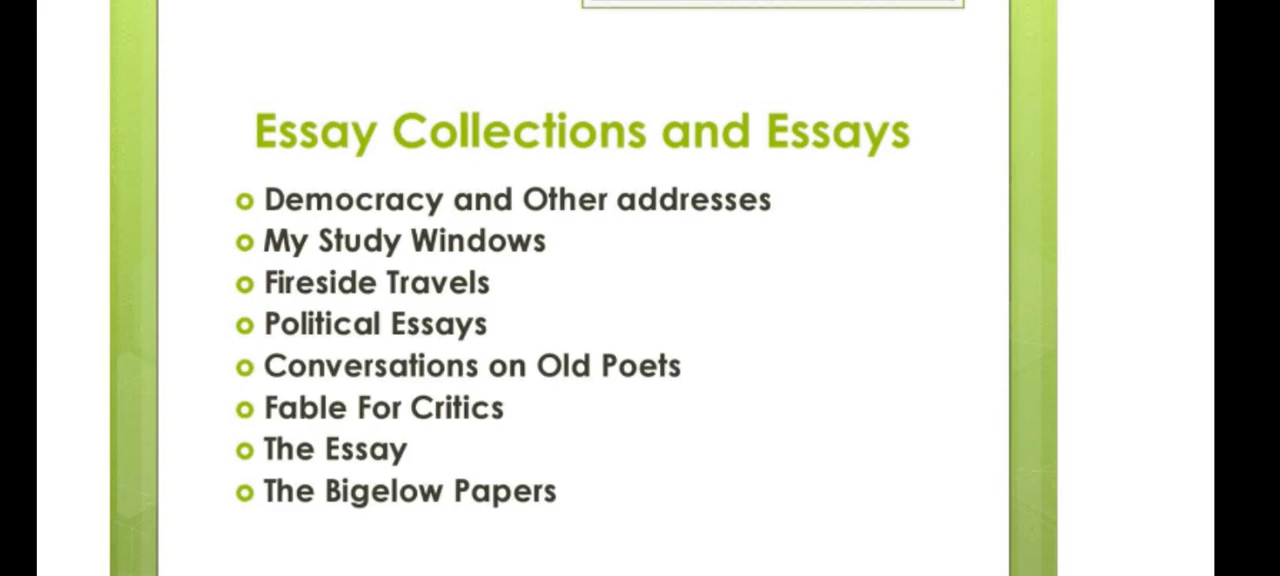 Essay Collections and Essays
Democracy and Other addresses
My Study Windows
Fireside Travels
Political Essays
Conversations on Old Poets
Fable For Critics
The Essay
The Bigelow Papers